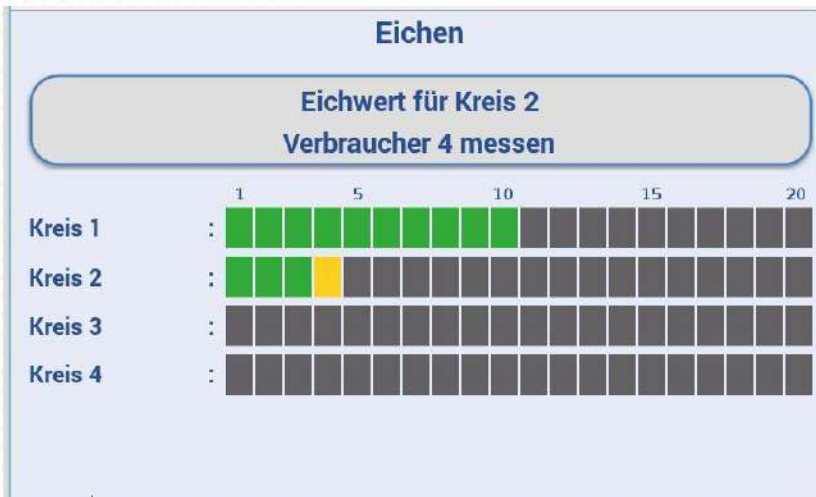 Eichen
Eichwert für Kreis 2
Verbraucher 4 messen
1 5 10 15 20
Kreis 1 :
Kreis 2 :
Kreis 3 :
Kreis 4 :